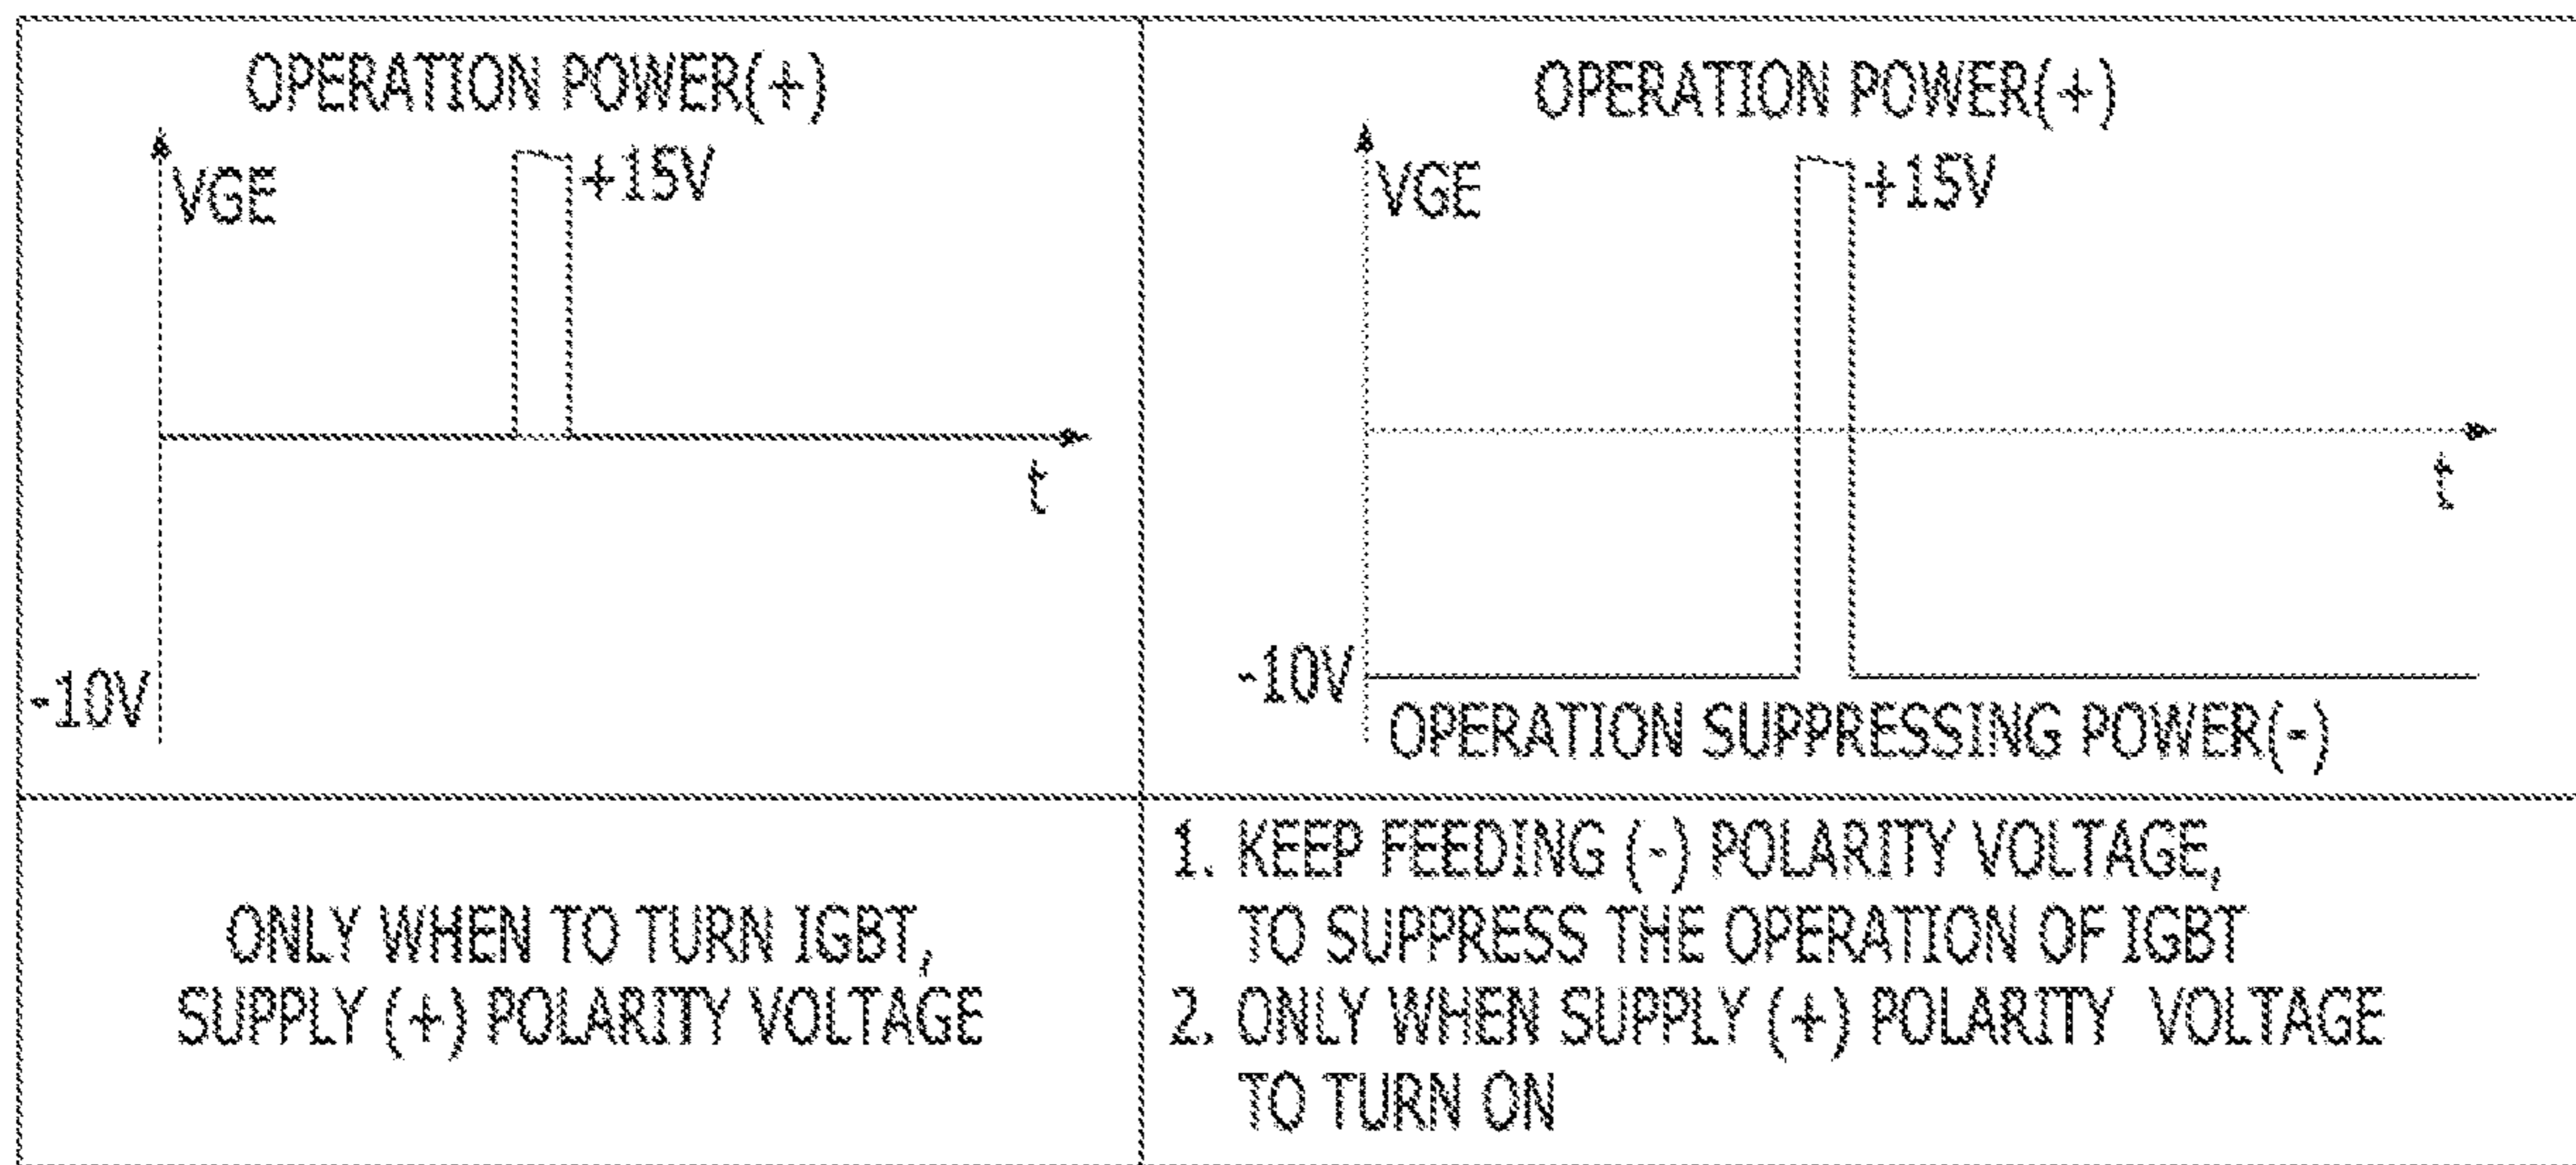 OPERATION POWER(+)
VGE
+15V
t
-10V
OPERATION POWER(+)
VGE
+15V
t
-10V
OPERATION SUPPRESSING POWER(-)
ONLY WHEN TO TURN IGBT,
SUPPLY (+) POLARITY VOLTAGE
1. KEEP FEEDING (-) POLARITY VOLTAGE,
TO SUPPRESS THE OPERATION OF IGBT
2. ONLY WHEN SUPPLY (+) POLARITY VOLTAGE
TO TURN ON